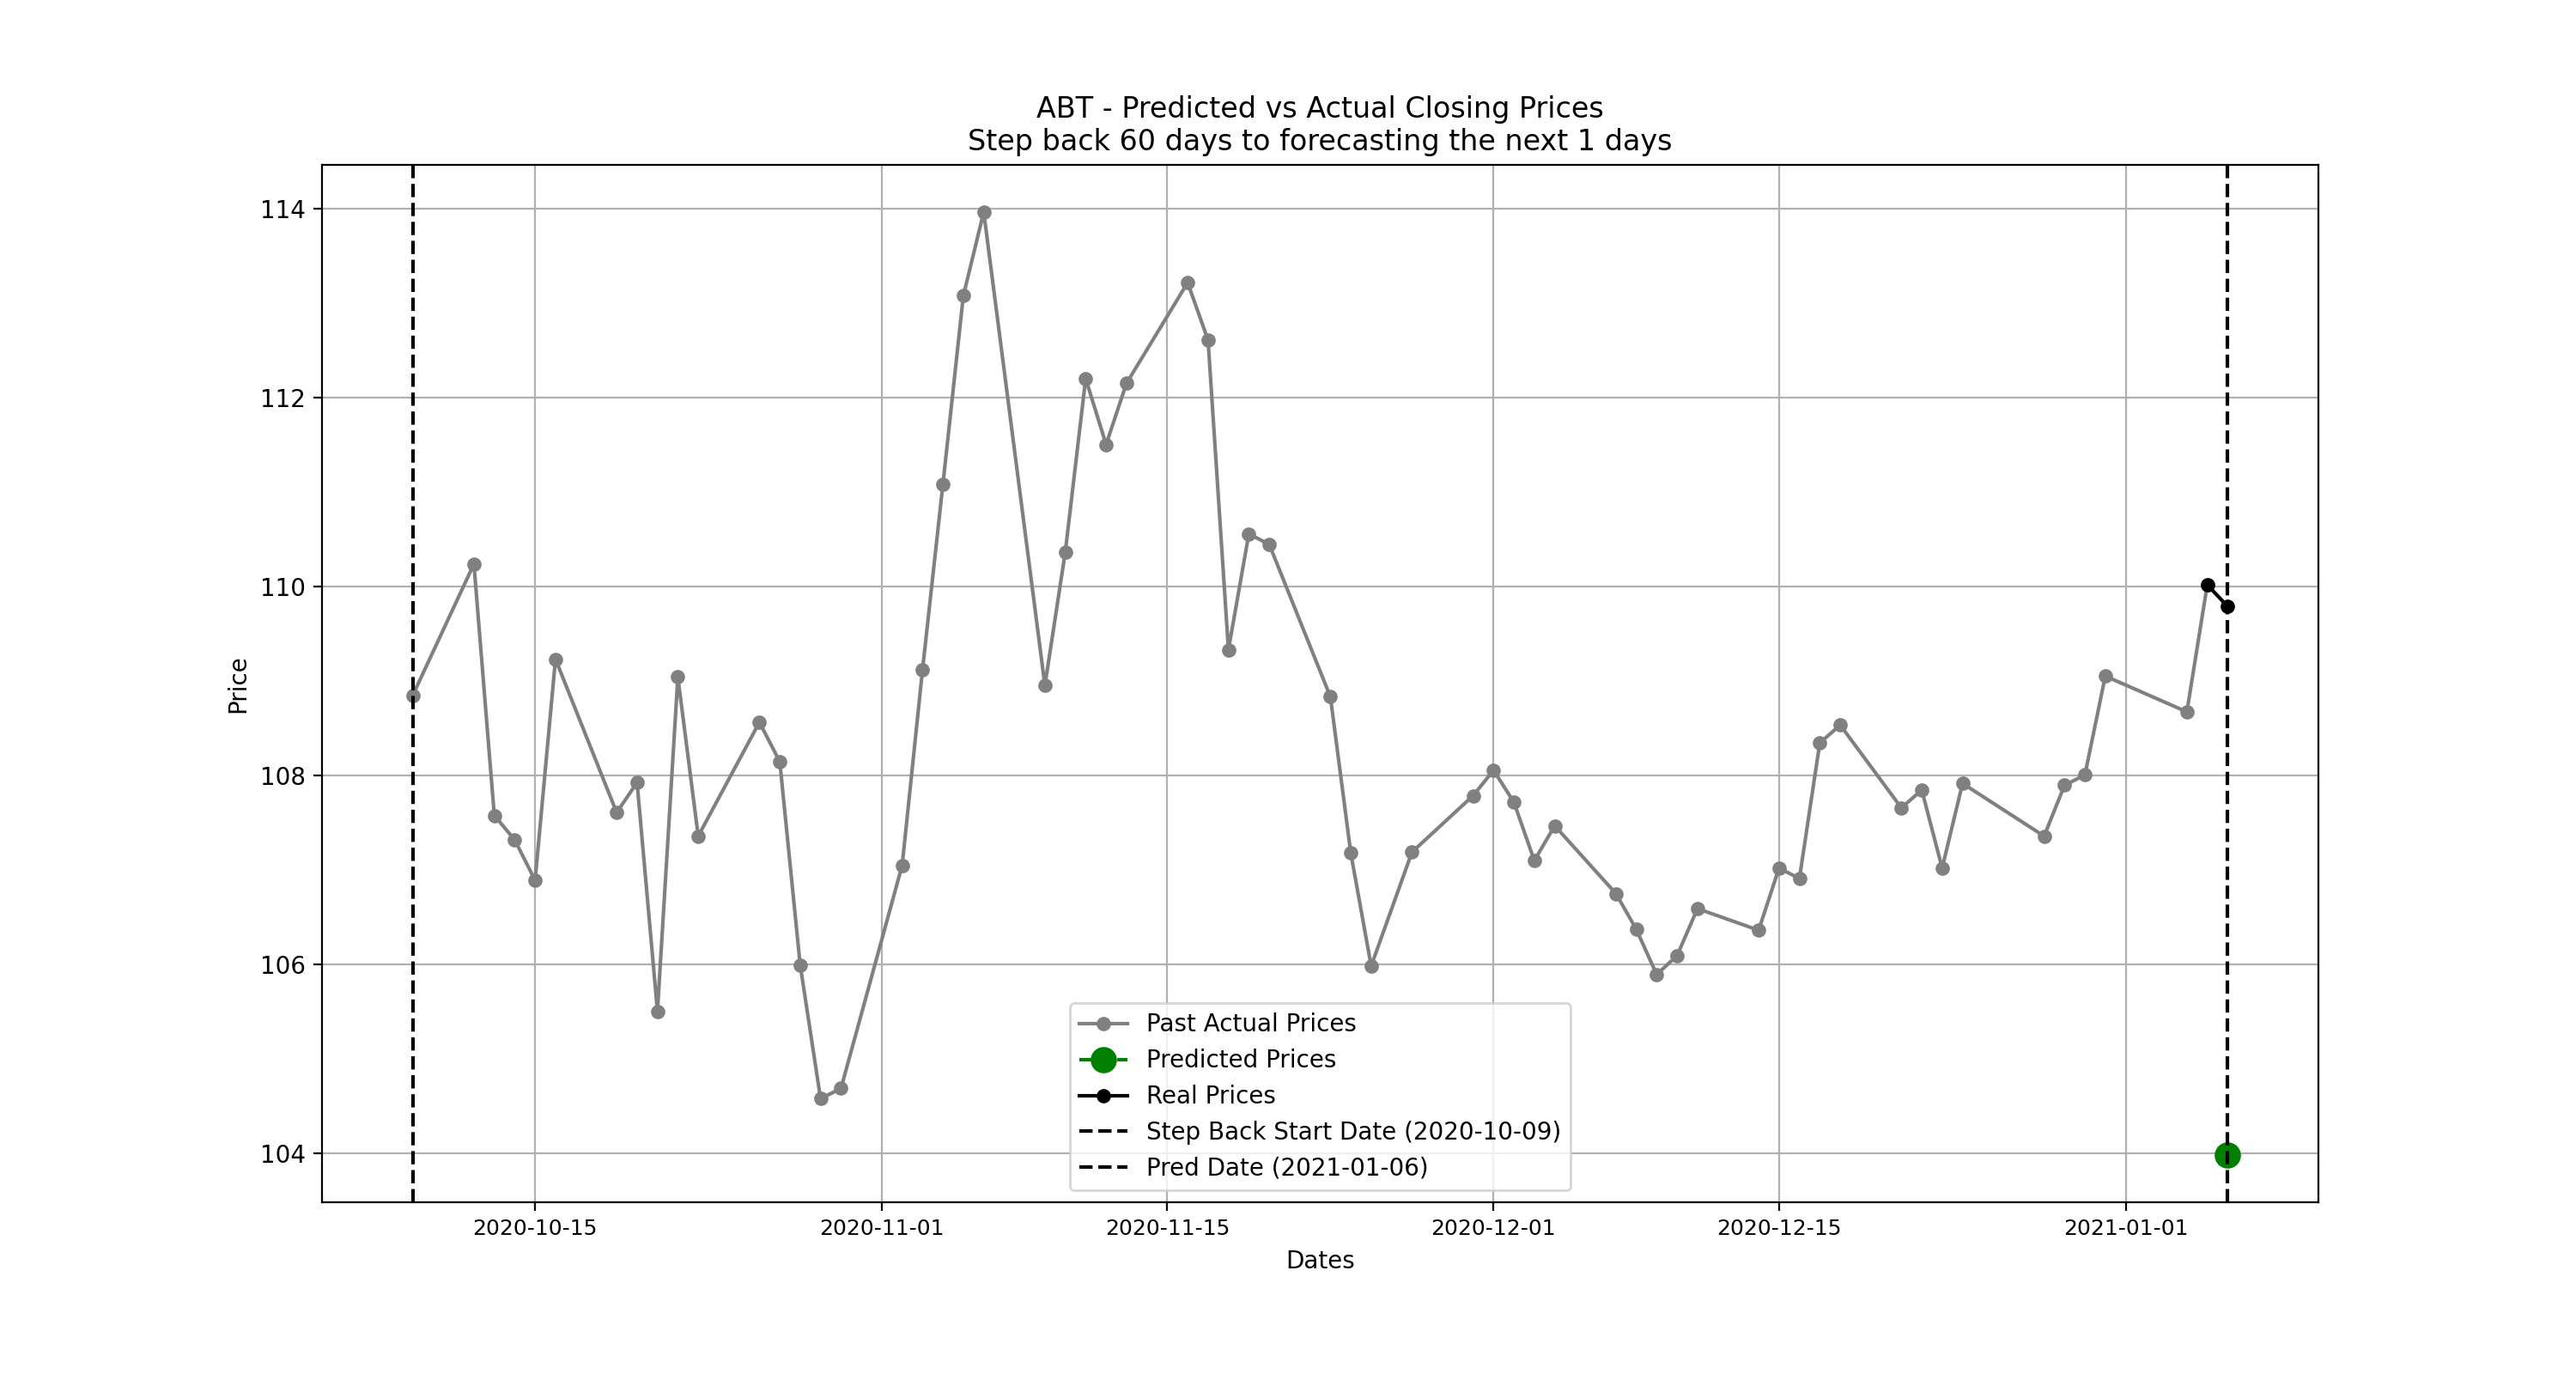 ABT - Predicted vs Actual Closing Prices
Step back 60 days to forecasting the next 1 days
114
112
110
108
106
104
Price
Past Actual Prices
Predicted Prices
Real Prices
Step Back Start Date (2020-10-09)
Pred Date (2021-01-06)
2020-10-15 2020-11-01 2020-11-15 2020-12-01 2020-12-15 2021-01-01
Dates